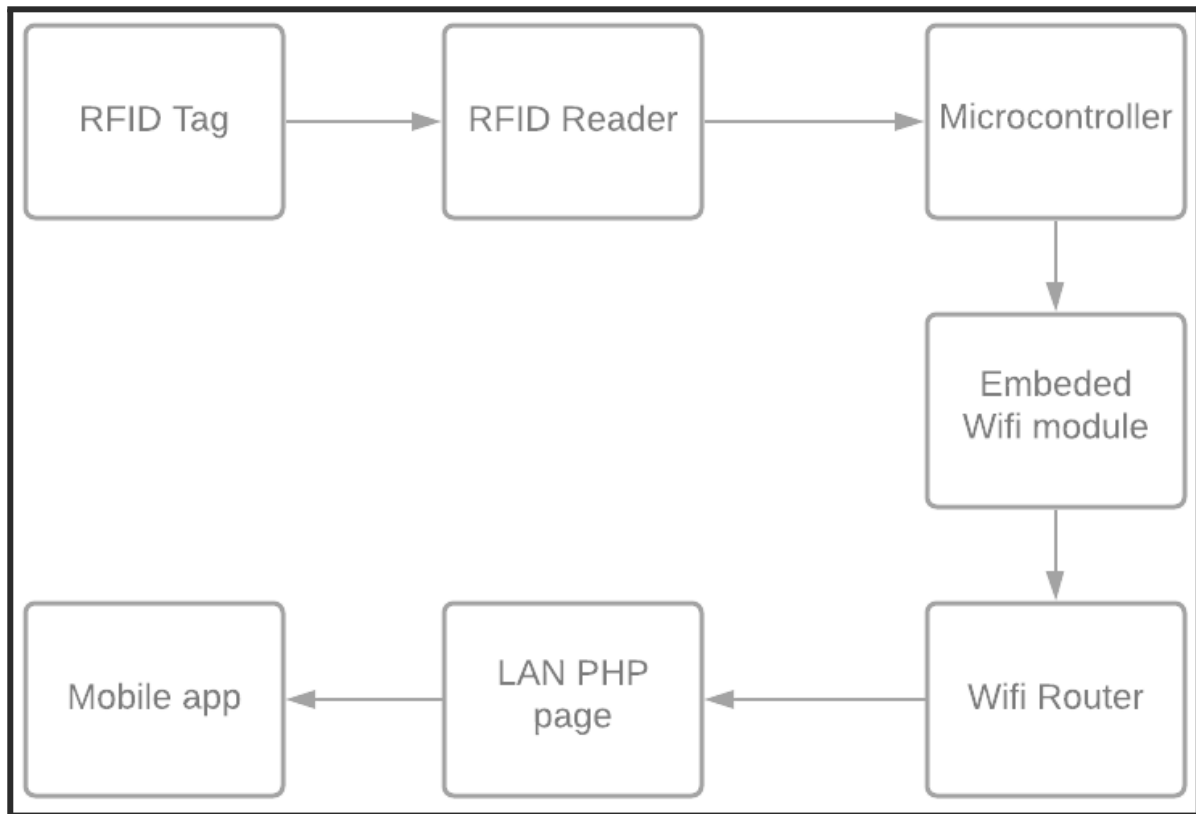 RFID Tag
RFID Reader
Microcontroller
Embeded
Wifi module
Wifi Router
LAN PHP
page
Mobile app